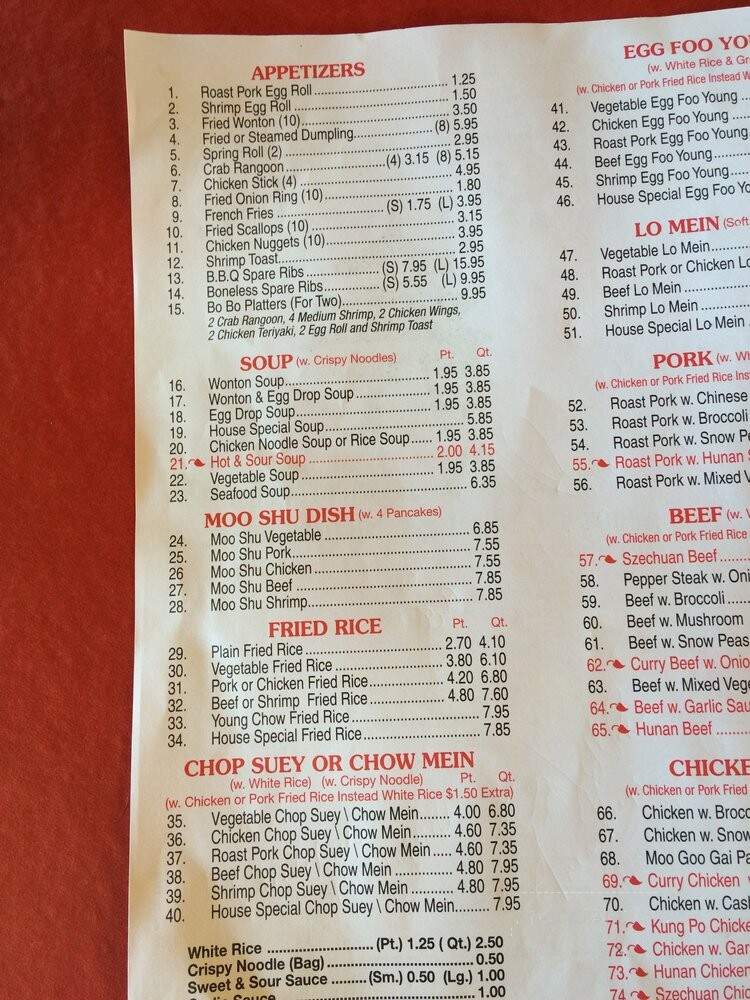 APPETIZERS
1. Roast Pork Egg Roll 1.25
2. Shrimp Egg Roll 1.50
3. Fried Wonton (10) 3.50
4. Fried or Steamed Dumpling (8) 5.95
5. Spring Roll (2) 2.95
6. Crab Rangoon (4) 3.15 (8) 5.15
7. Chicken Stick (4) 4.95
8. Fried Onion Ring (10) 1.80
9. French Fries (S) 1.75 (L) 3.95
10. Fried Scallops (10) 3.15
11. Chicken Nuggets (10) 3.95
12. Shrimp Toast 2.95
13. B.B.Q Spare Ribs (S) 7.95 (L) 15.95
14. Boneless Spare Ribs (S) 5.55 (L) 9.95
15. Bo Bo Platters (For Two) 9.95
2 Crab Rangoon, 4 Medium Shrimp, 2 Chicken Wings,
2 Chicken Teriyaki, 2 Egg Roll and Shrimp Toast
SOUP (w. Crispy Noodles) Pt. Qt.
16. Wonton Soup 1.95 3.85
17. Wonton & Egg Drop Soup 1.95 3.85
18. Egg Drop Soup 1.95 3.85
19. House Special Soup 5.85
20. Chicken Noodle Soup or Rice Soup 1.95 3.85
21. Hot & Sour Soup 2.00 4.15
22. Vegetable Soup 1.95 3.85
23. Seafood Soup 6.35
MOO SHU DISH (w. 4 Pancakes)
24. Moo Shu Vegetable 6.85
25. Moo Shu Pork 7.55
26 Moo Shu Chicken 7.55
27. Moo Shu Beef 7.85
28. Moo Shu Shrimp 7.85
FRIED RICE Pt. Qt.
29. Plain Fried Rice 2.70 4.10
30. Vegetable Fried Rice 3.80 6.10
31. Pork or Chicken Fried Rice 4.20 6.80
32. Beef or Shrimp Fried Rice 4.80 7.60
33. Young Chow Fried Rice 7.95
34. House Special Fried Rice 7.85
CHOP SUEY OR CHOW MEIN
(w. White Rice) (w. Crispy Noodle) Pt. Qt.
(w. Chicken or Pork Fried Rice Instead White Rice $1.50 Extra)
35. Vegetable Chop Suey \ Chow Mein 4.00 6.80
36. Chicken Chop Suey \ Chow Mein 4.60 7.35
37. Roast Pork Chop Suey \ Chow Mein 4.60 7.35
38. Beef Chop Suey \ Chow Mein 4.80 7.95
39. Shrimp Chop Suey \ Chow Mein 4.80 7.95
40. House Special Chop Suey \ Chow Mein 7.95
White Rice (Pt.) 1.25 ( Qt.) 2.50
Crispy Noodle (Bag) 0.50
Sweet & Sour Sauce (Sm.) 0.50 (Lg.) 1.00
Garlic Sauce 1.00
EGG FOO YO
(w. White Rice & Gr
(w. Chicken or Pork Fried Rice Instead W
41. Vegetable Egg Foo Young
42. Chicken Egg Foo Young
43. Roast Pork Egg Foo Young
44. Beef Egg Foo Young
45. Shrimp Egg Foo Young
46. House Special Egg Foo Yo
LO MEIN (Soft
47. Vegetable Lo Mein
48. Roast Pork or Chicken Lo
49. Beef Lo Mein
50. Shrimp Lo Mein
51. House Special Lo Mein
PORK (w. Wh
(w. Chicken or Pork Fried Rice Inst
52. Roast Pork w. Chinese
53. Roast Pork w. Broccoli
54. Roast Pork w. Snow Pe
55. Roast Pork w. Hunan S
56. Roast Pork w. Mixed V
BEEF (w. W
(w. Chicken or Pork Fried Rice
57. Szechuan Beef
58. Pepper Steak w. Oni
59. Beef w. Broccoli
60. Beef w. Mushroom
61. Beef w. Snow Peas
62. Curry Beef w. Onio
63. Beef w. Mixed Vege
64. Beef w. Garlic Sau
65. Hunan Beef
CHICKE
(w. Chicken or Pork Fried
66. Chicken w. Brocc
67. Chicken w. Snow
68. Moo Goo Gai Pa
69. Curry Chicken
70. Chicken w. Cash
71. Kung Po Chicke
72. Chicken w. Gar
73. Hunan Chicken
74. Szechuan Chic